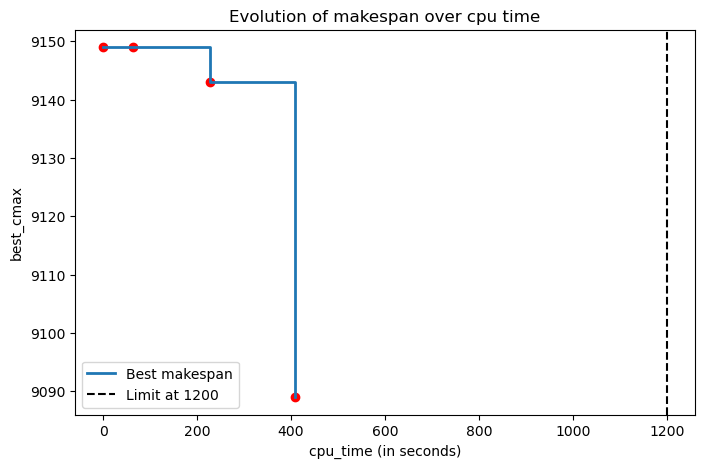 Evolution of makespan over cpu time
best_cmax
9150
9140
9130
9120
9110
9100
9090
Best makespan
Limit at 1200
0 200 400 600 800 1000 1200
cpu_time (in seconds)